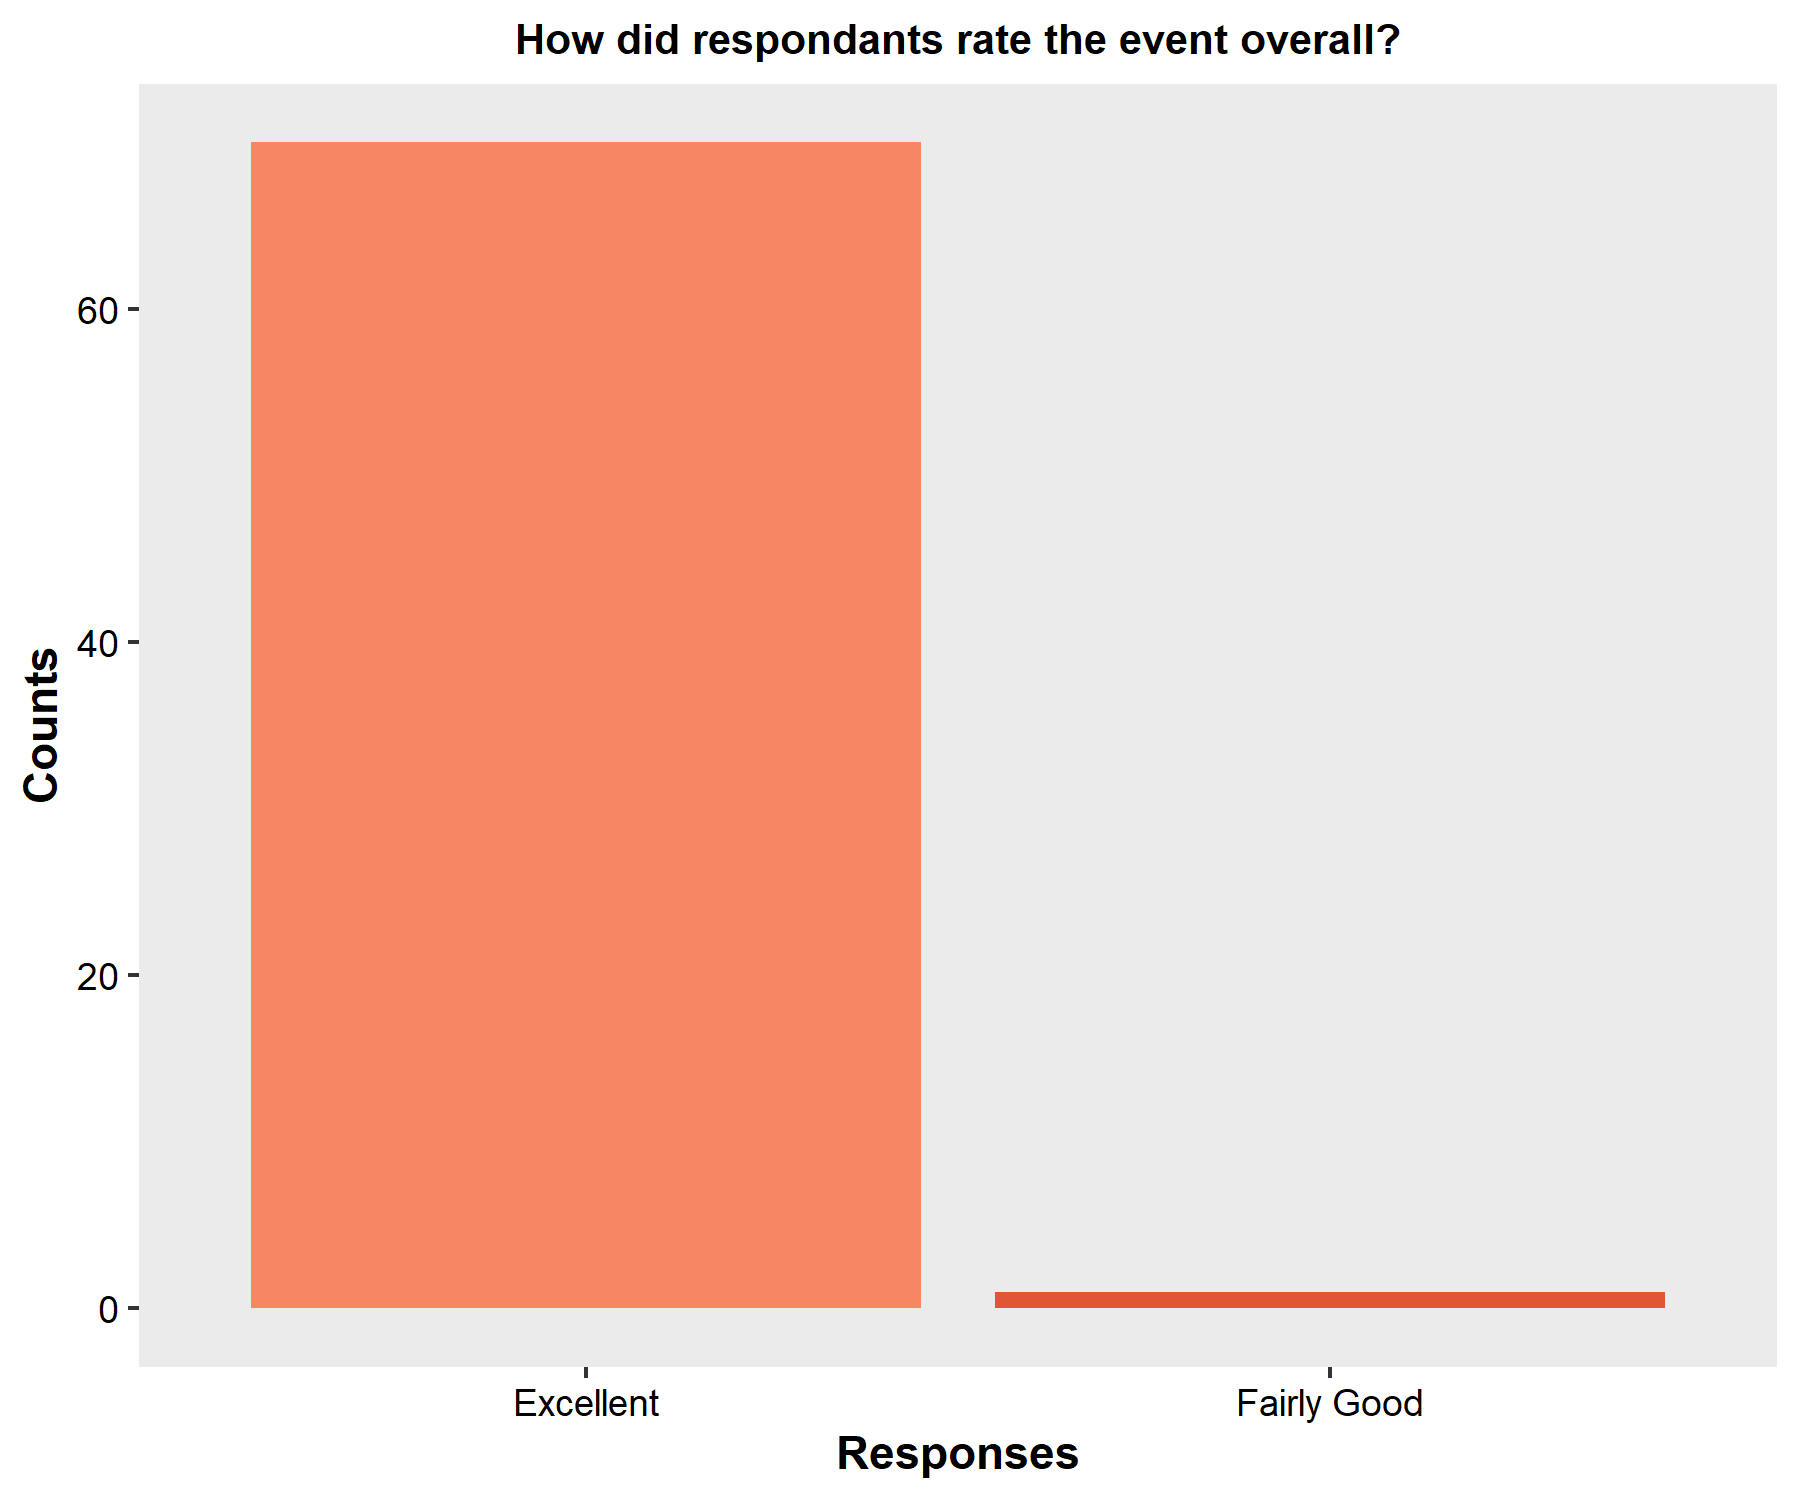 How did respondants rate the event overall?
Counts
60
40
20
0
Excellent
Fairly Good
Responses